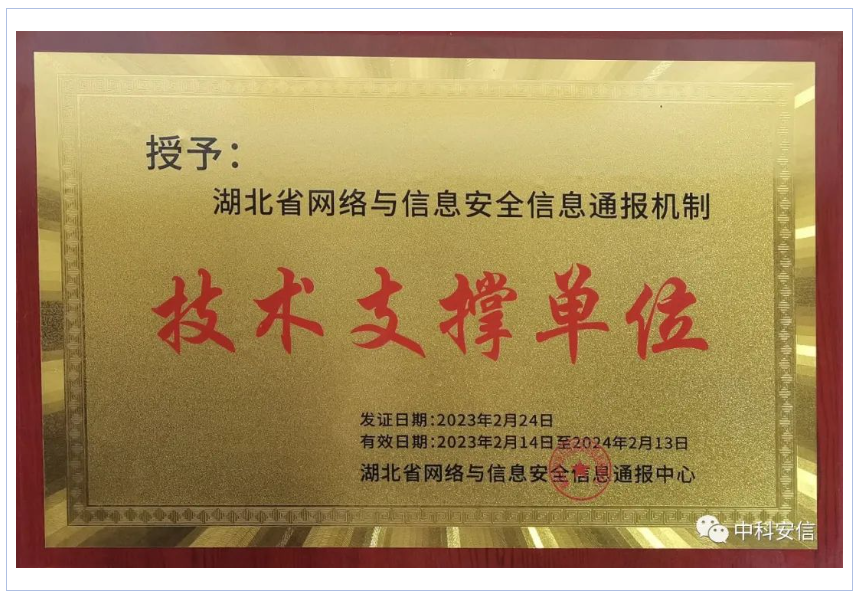 授予：
湖北省网络与信息安全信息通报机制
技术支撑单位
发证日期:2023年2月24日
有效日期:2023年2月14日至2024年2月13日
湖北省网络与信息安全信息通报中心
中科安信